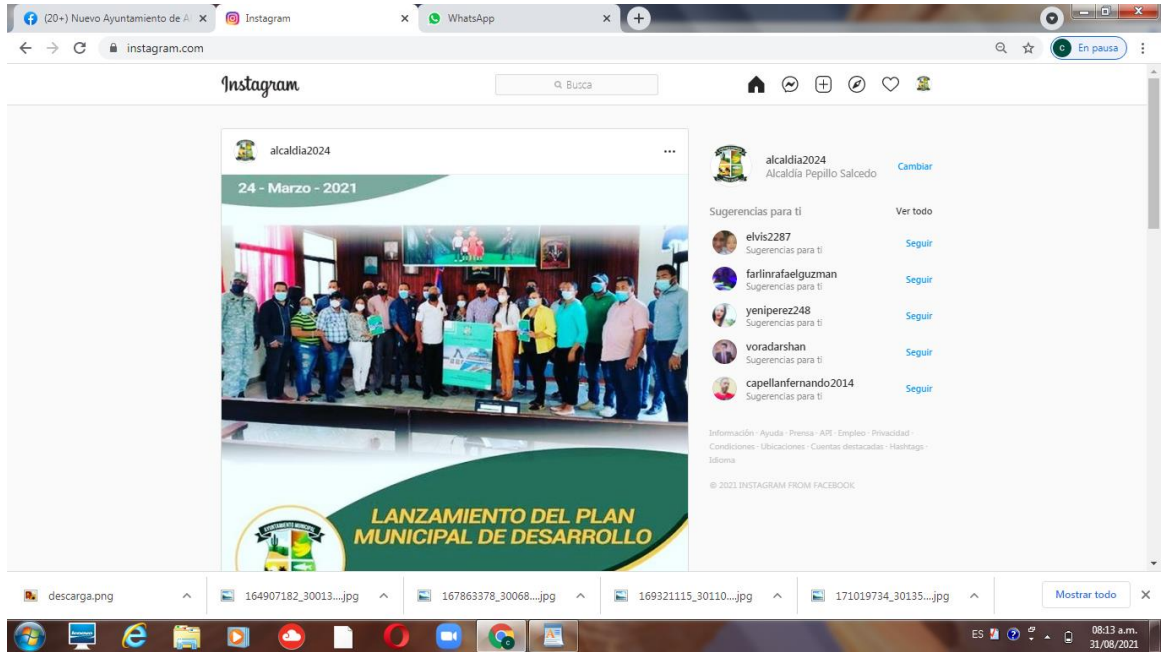 (20+) Nuevo Ayuntamiento de Al
Instagram
WhatsApp
instagram.com
En pausa
Instagram
Busca
alcaldia2024
24 - Marzo - 2021
LANZAMIENTO DEL PLAN
MUNICIPAL DE DESARROLLO
AYUNTAMIENTO MUNICIPAL
alcaldia2024
Cambiar
Alcaldía Pepillo Salcedo
Sugerencias para ti
Ver todo
elvis2287
Seguir
Sugerencias para ti
farlinrafaelguzman
Seguir
Sugerencias para ti
yeniperez248
Seguir
Sugerencias para ti
voradarshan
Seguir
Sugerencias para ti
capellanfernando2014
Seguir
Sugerencias para ti
Información · Ayuda · Prensa · API · Empleo · Privacidad ·
Condiciones · Ubicaciones · Cuentas destacadas · Hashtags ·
Idioma
© 2021 INSTAGRAM FROM FACEBOOK
descarga.png
164907182_30013....jpg
167863378_30068....jpg
169321115_30110....jpg
171019734_30135....jpg
Mostrar todo
ES
08:13 a.m.
31/08/2021